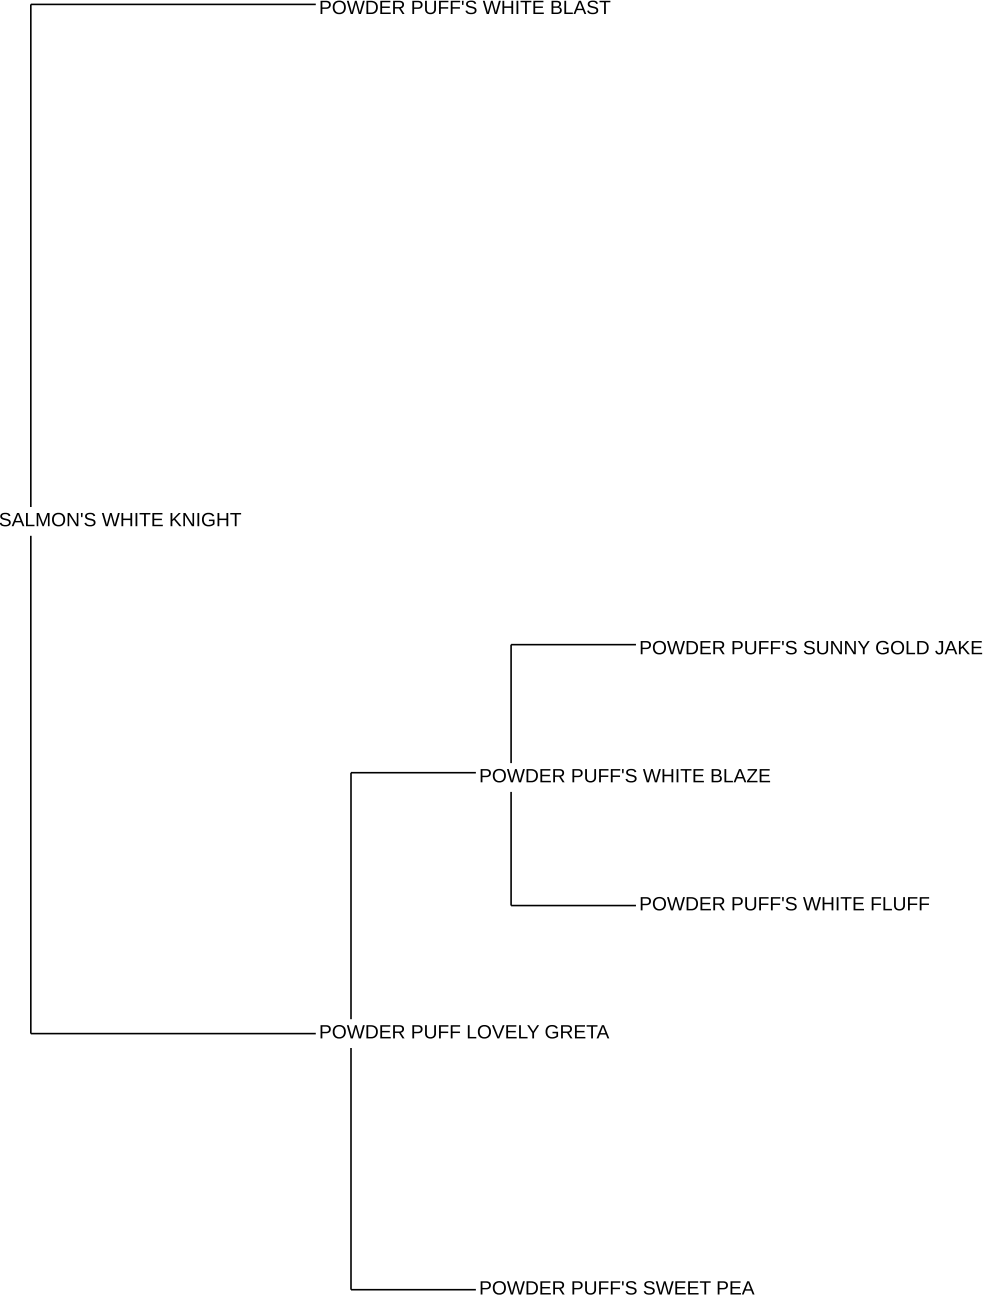 POWDER PUFF'S WHITE BLAST
SALMON'S WHITE KNIGHT
POWDER PUFF'S SUNNY GOLD JAKE
POWDER PUFF'S WHITE BLAZE
POWDER PUFF'S WHITE FLUFF
POWDER PUFF LOVELY GRETA
POWDER PUFF'S SWEET PEA